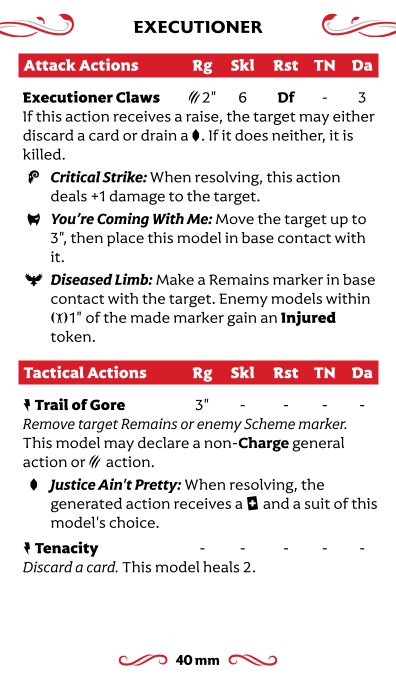 EXECUTIONER
Attack Actions Rg Skl Rst TN Da
Executioner Claws 2" 6 Df - 3
If this action receives a raise, the target may either
discard a card or drain a . If it does neither, it is
killed.
Critical Strike: When resolving, this action
deals +1 damage to the target.
You're Coming With Me: Move the target up to
3", then place this model in base contact with
it.
Diseased Limb: Make a Remains marker in base
contact with the target. Enemy models within
1" of the made marker gain an Injured
token.
Tactical Actions Rg Skl Rst TN Da
Trail of Gore 3" - - - -
Remove target Remains or enemy Scheme marker.
This model may declare a non-Charge general
action or action.
Justice Ain't Pretty: When resolving, the
generated action receives a + and a suit of this
model's choice.
Tenacity - - - - -
Discard a card. This model heals 2.
40 mm